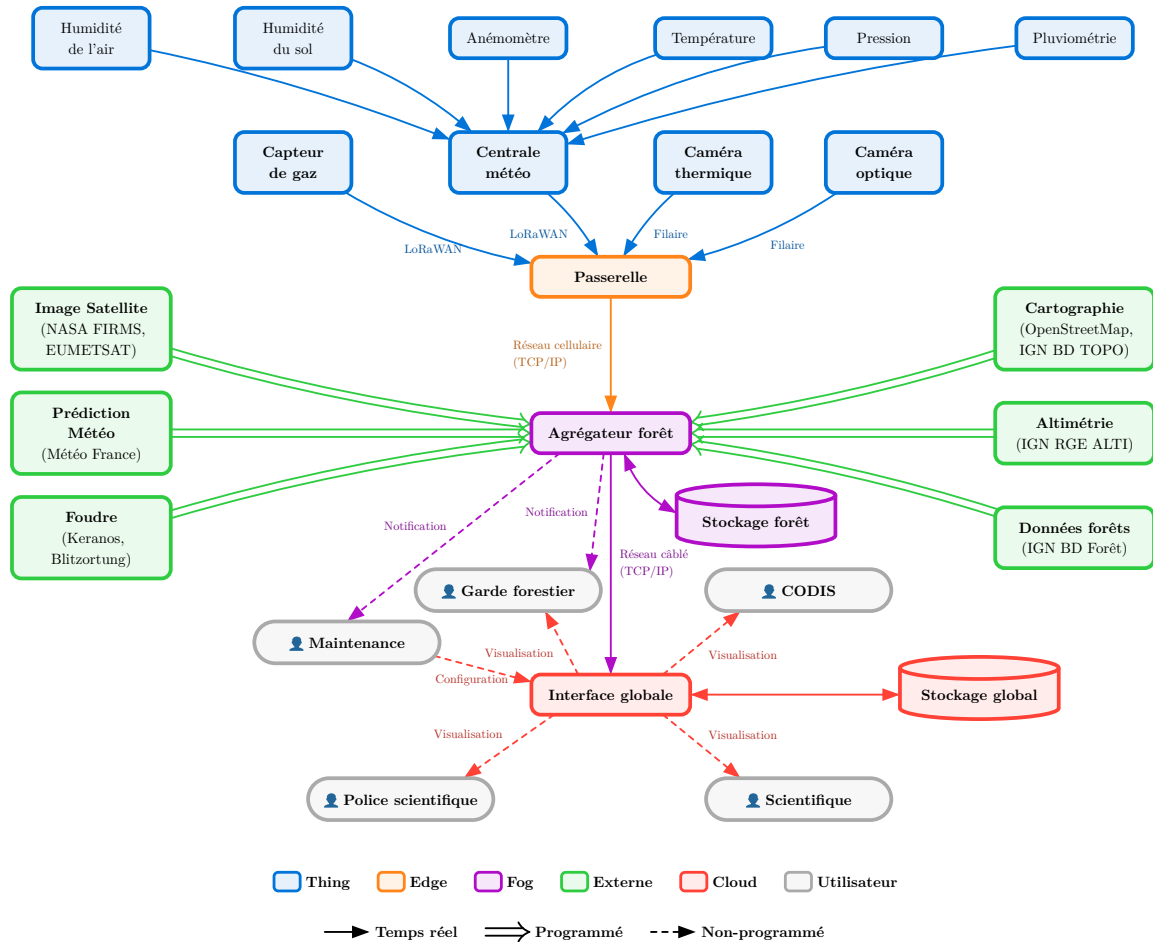 Humidité
de l'air
Humidité
du sol
Anémomètre
Température
Pression
Pluviométrie
Capteur
de gaz
Centrale
météo
Caméra
thermique
Caméra
optique
LoRaWAN
LoRaWAN
Filaire
Filaire
Passerelle
Image Satellite
(NASA FIRMS,
EUMETSAT)
Réseau cellulaire
(TCP/IP)
Cartographie
(OpenStreetMap,
IGN BD TOPO)
Prédiction
Météo
(Météo France)
Agrégateur forêt
Altimétrie
(IGN RGE ALTI)
Foudre
(Keranos,
Blitzortung)
Notification
Notification
Stockage forêt
Données forêts
(IGN BD Forêt)
Réseau câblé
(TCP/IP)
Garde forestier
CODIS
Maintenance
Visualisation
Visualisation
Configuration
Interface globale
Stockage global
Visualisation
Visualisation
Police scientifique
Scientifique
Thing
Edge
Fog
Externe
Cloud
Utilisateur
Temps réel
Programmé
Non-programmé